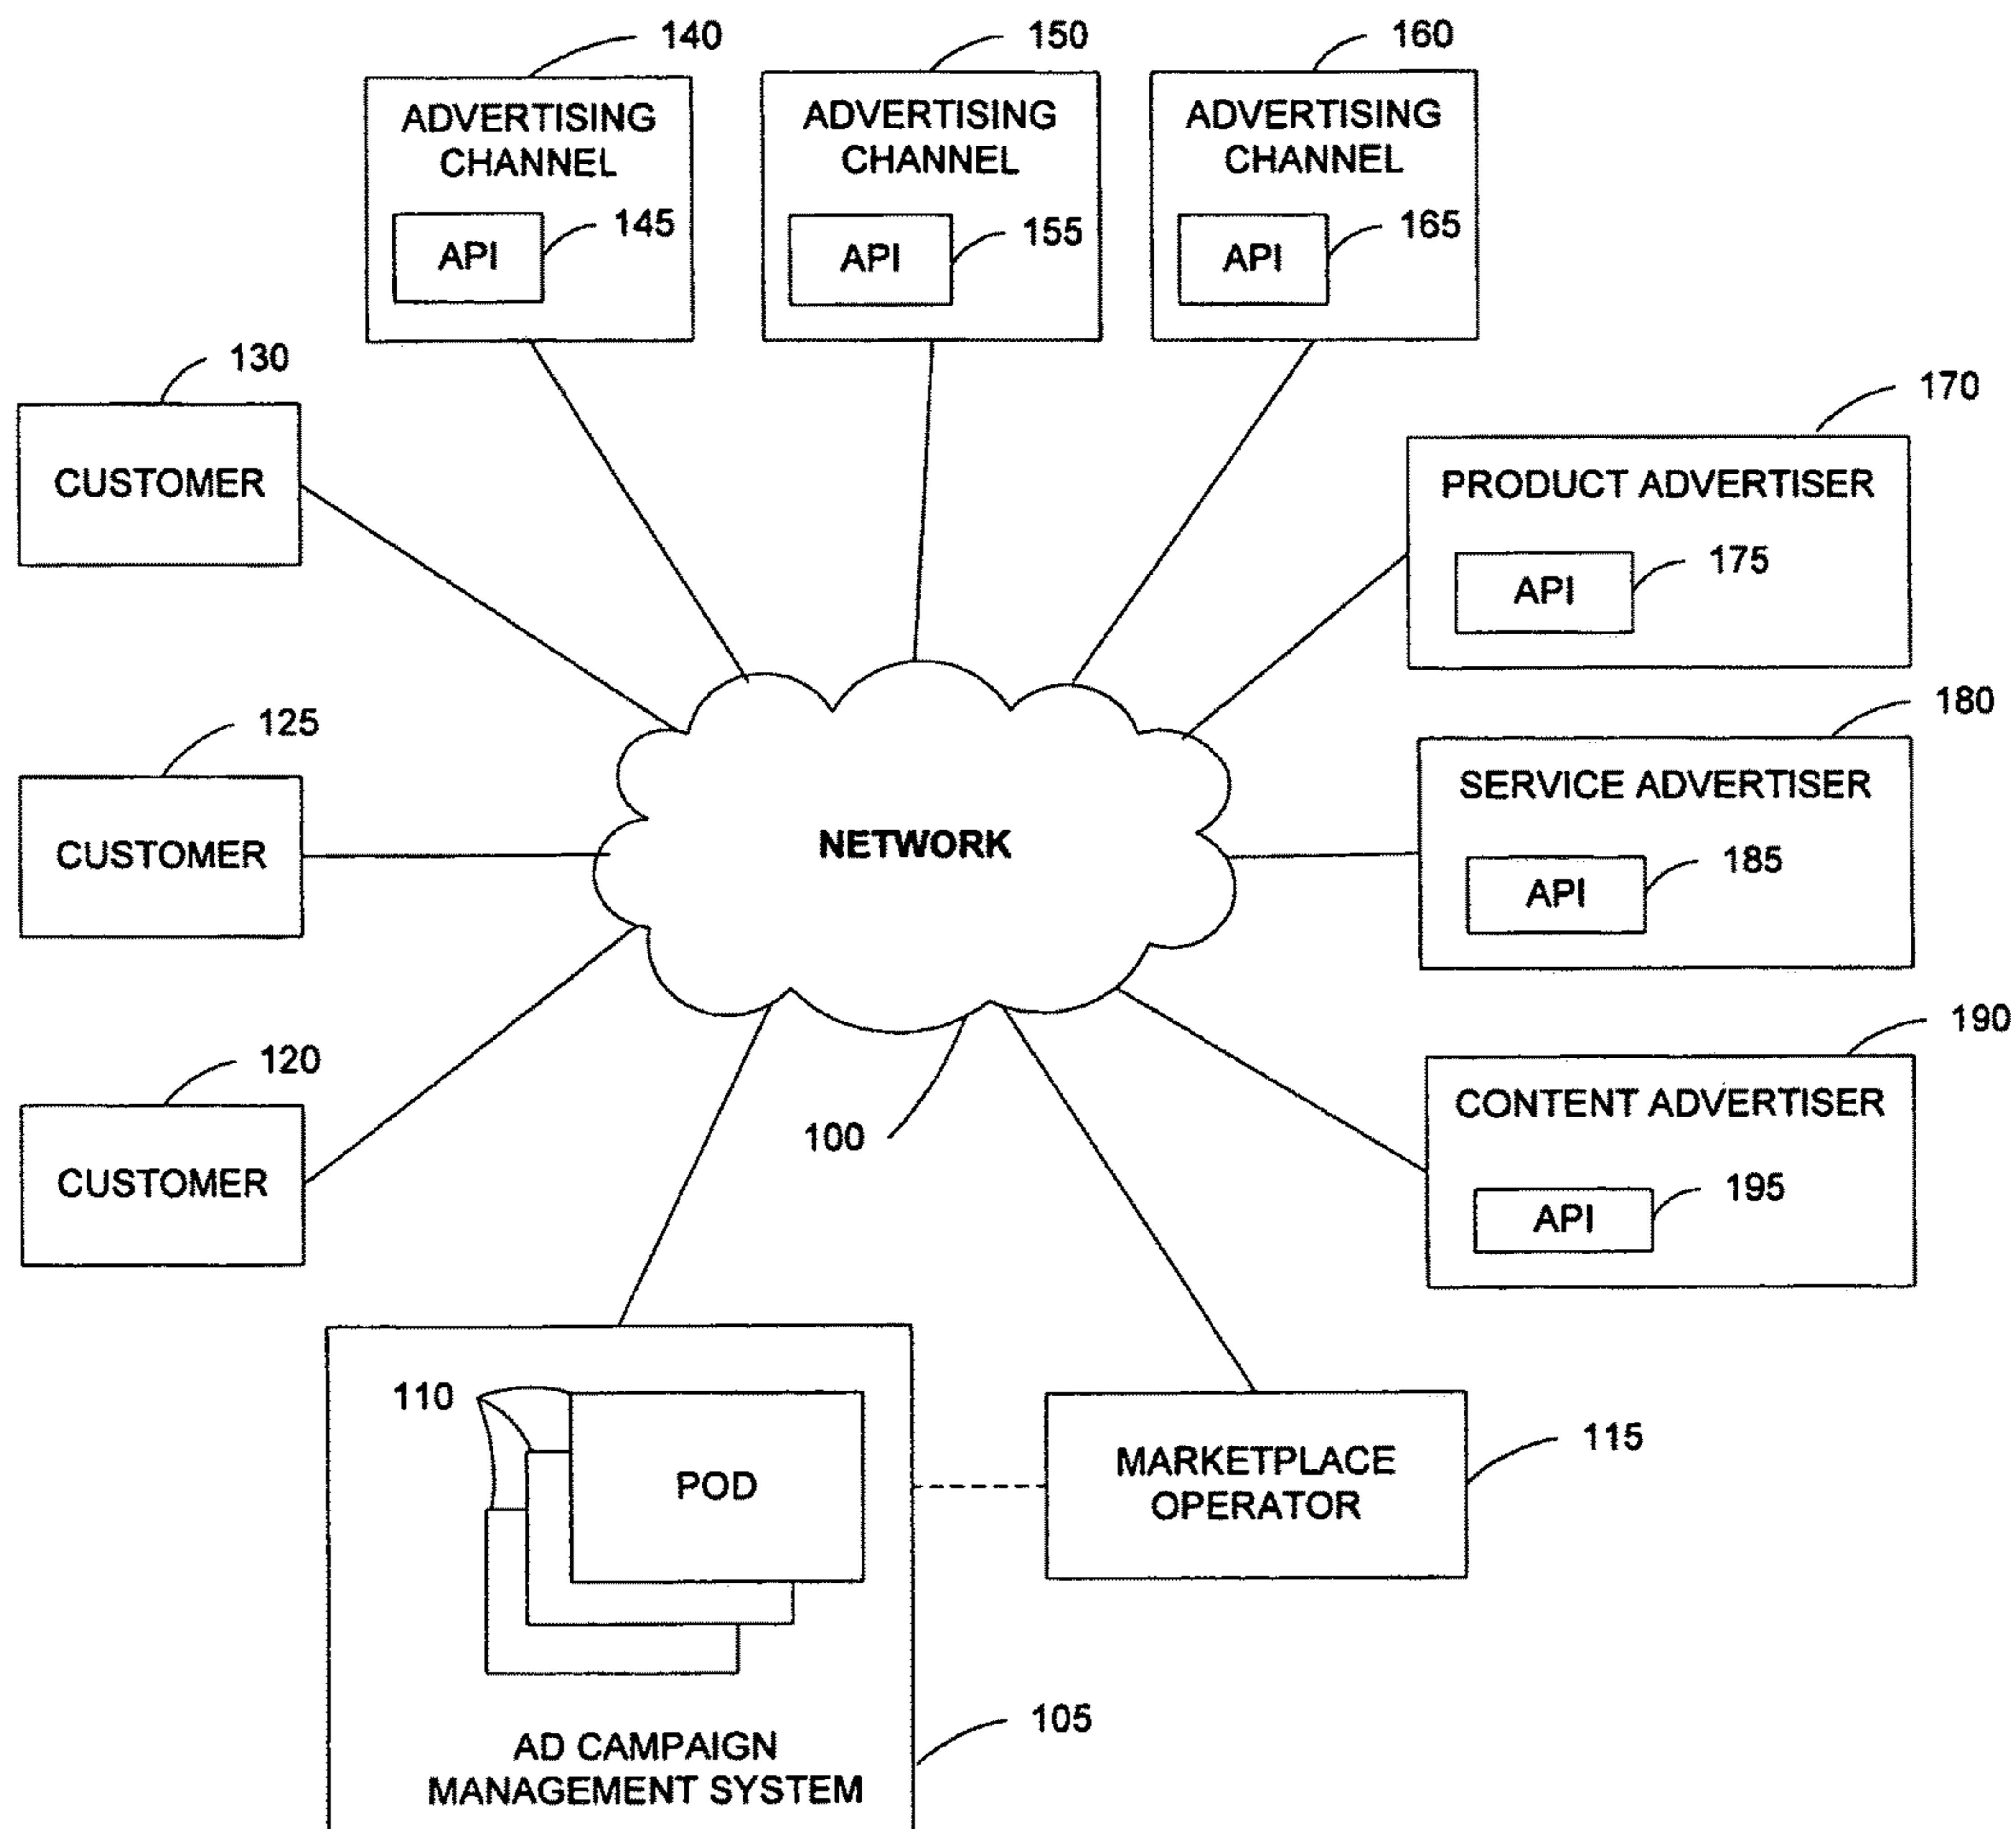 140
150
160
ADVERTISING
CHANNEL
API
145
ADVERTISING
CHANNEL
API
155
ADVERTISING
CHANNEL
API
165
130
CUSTOMER
170
PRODUCT ADVERTISER
API
175
125
CUSTOMER
NETWORK
180
SERVICE ADVERTISER
API
185
120
CUSTOMER
100
190
CONTENT ADVERTISER
API
195
110
POD
MARKETPLACE
OPERATOR
115
AD CAMPAIGN
MANAGEMENT SYSTEM
105